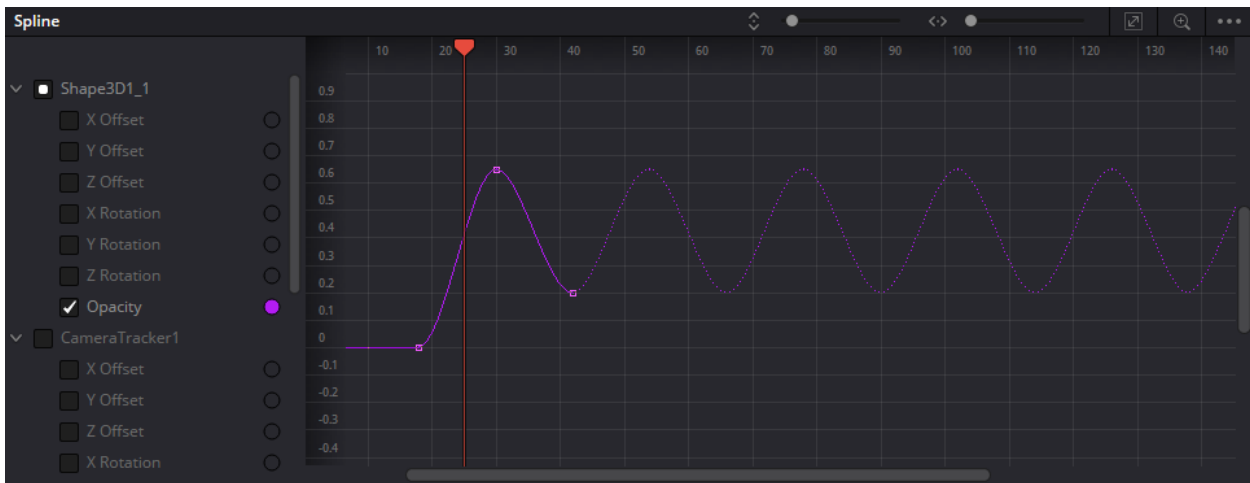 Spline
10 20 30 40 50 60 70 80 90 100 110 120 130 140
Shape3D1_1
X Offset
Y Offset
Z Offset
X Rotation
Y Rotation
Z Rotation
Opacity
CameraTracker1
X Offset
Y Offset
Z Offset
X Rotation
0.9
0.8
0.7
0.6
0.5
0.4
0.3
0.2
0.1
0
-0.1
-0.2
-0.3
-0.4